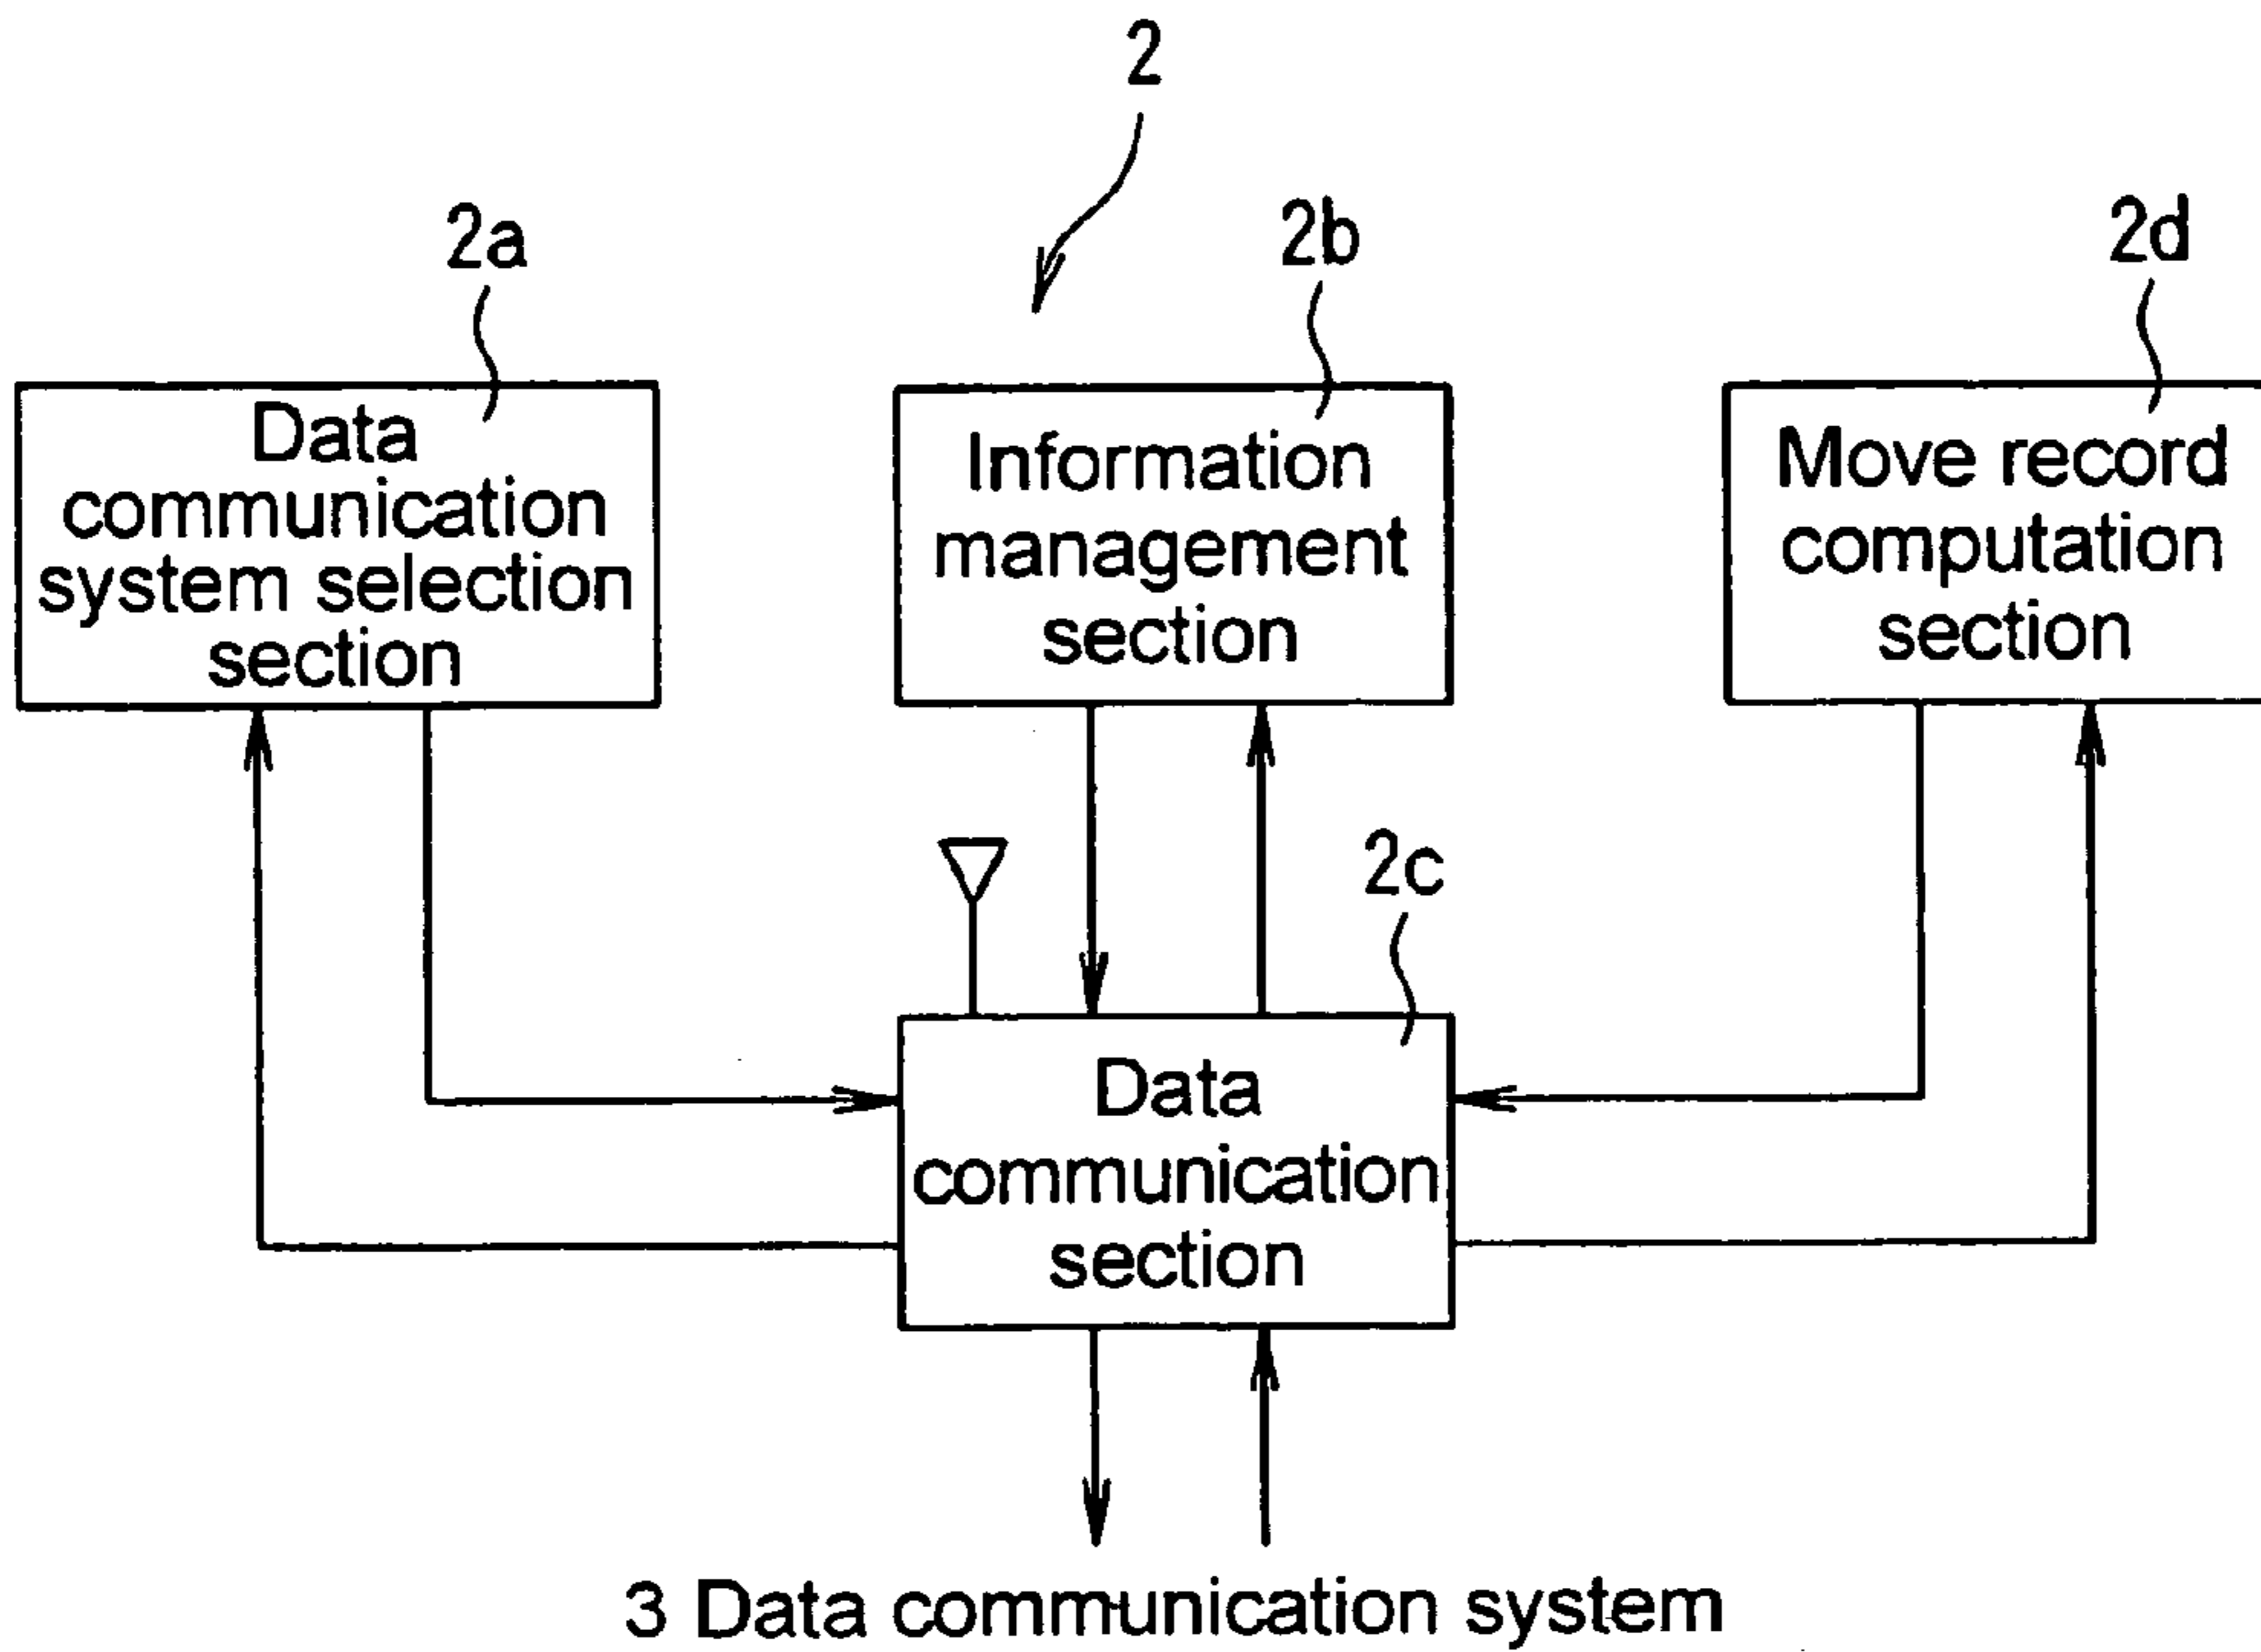 2
2a
2b
2d
Data
communication
system selection
section
Information
management
section
Move record
computation
section
2c
Data
communication
section
3 Data communication system